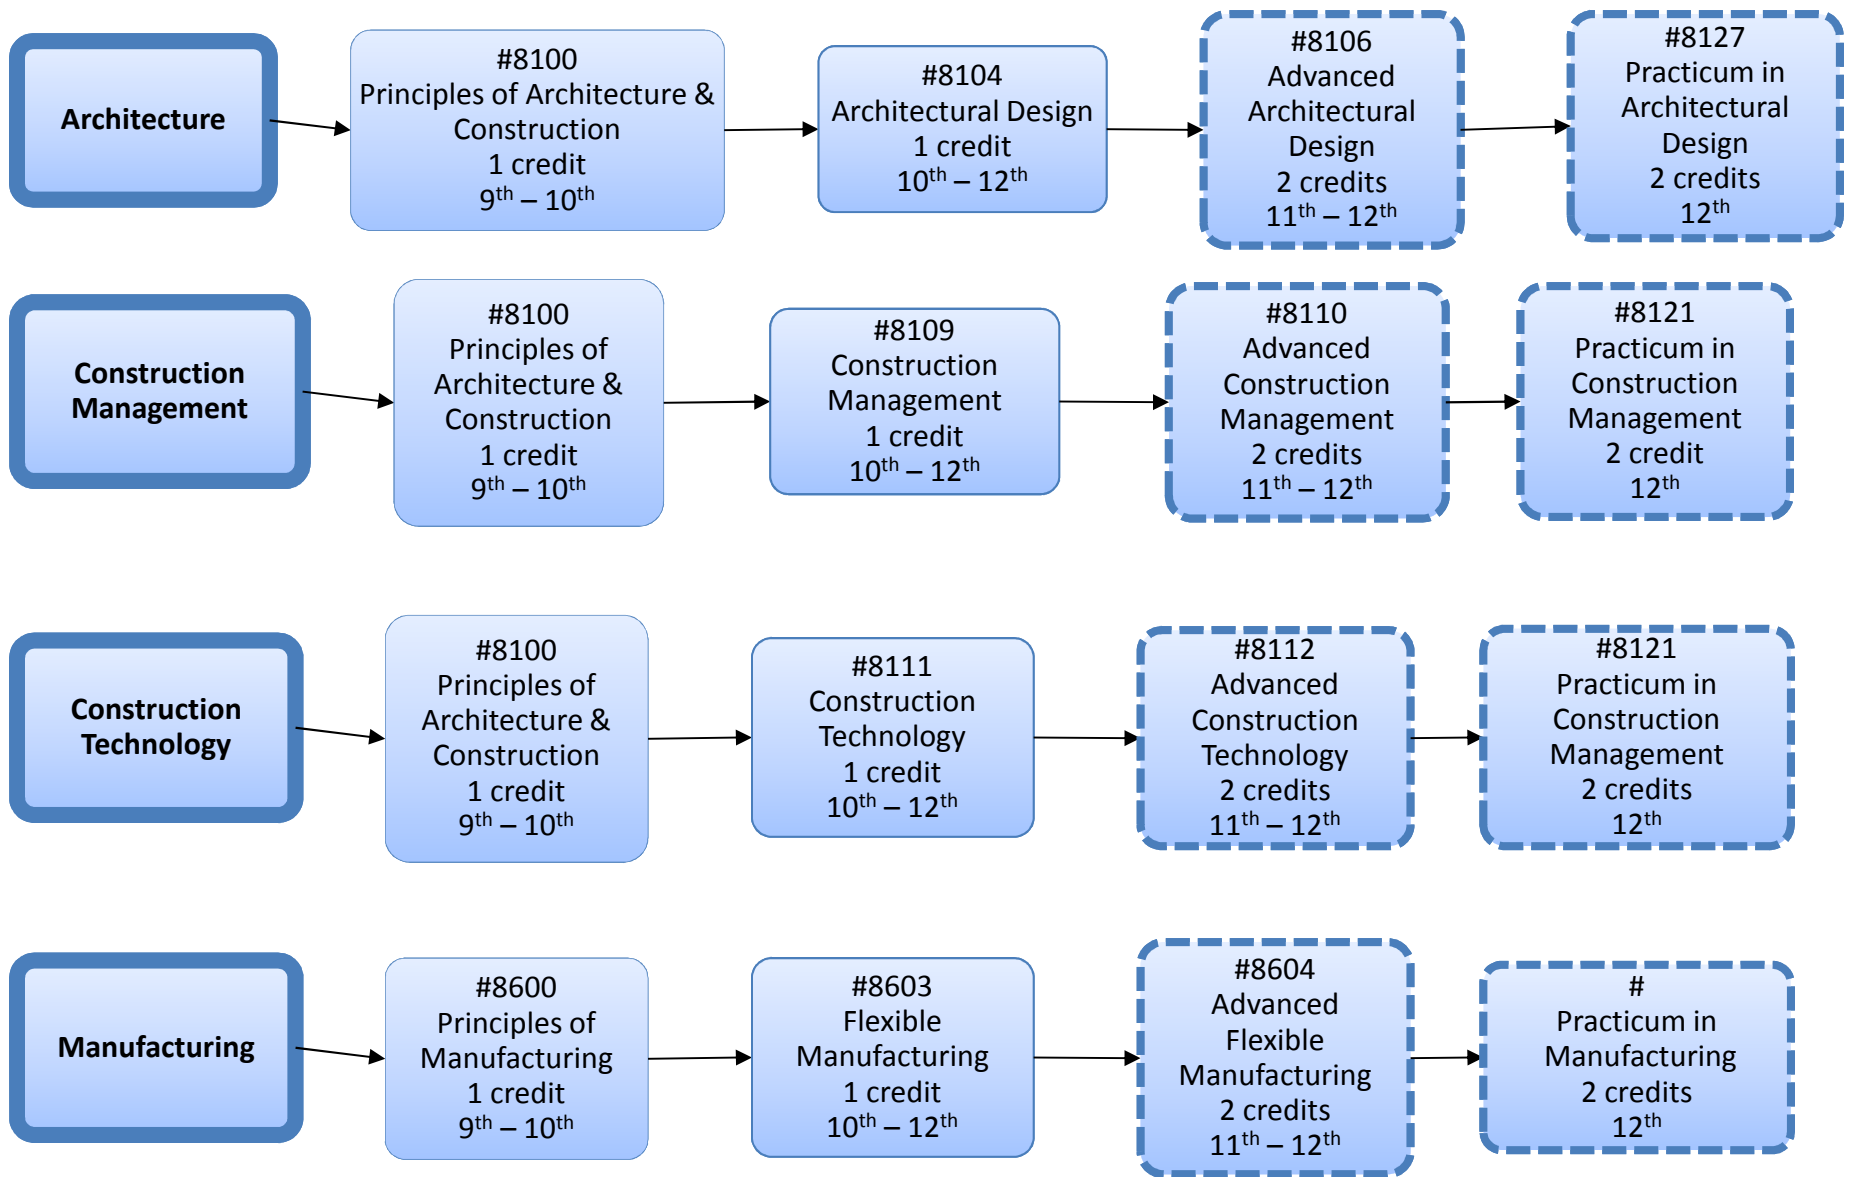 Architecture
#8100
Principles of Architecture &
Construction
1 credit
9th – 10th
#8104
Architectural Design
1 credit
10th – 12th
#8106
Advanced
Architectural
Design
2 credits
11th – 12th
#8127
Practicum in
Architectural
Design
2 credits
12th
Construction
Management
#8100
Principles of
Architecture &
Construction
1 credit
9th – 10th
#8109
Construction
Management
1 credit
10th – 12th
#8110
Advanced
Construction
Management
2 credits
11th – 12th
#8121
Practicum in
Construction
Management
2 credit
12th
Construction
Technology
#8100
Principles of
Architecture &
Construction
1 credit
9th – 10th
#8111
Construction
Technology
1 credit
10th – 12th
#8112
Advanced
Construction
Technology
2 credits
11th – 12th
#8121
Practicum in
Construction
Management
2 credits
12th
Manufacturing
#8600
Principles of
Manufacturing
1 credit
9th – 10th
#8603
Flexible
Manufacturing
1 credit
10th – 12th
#8604
Advanced
Flexible
Manufacturing
2 credits
11th – 12th
#
Practicum in
Manufacturing
2 credits
12th